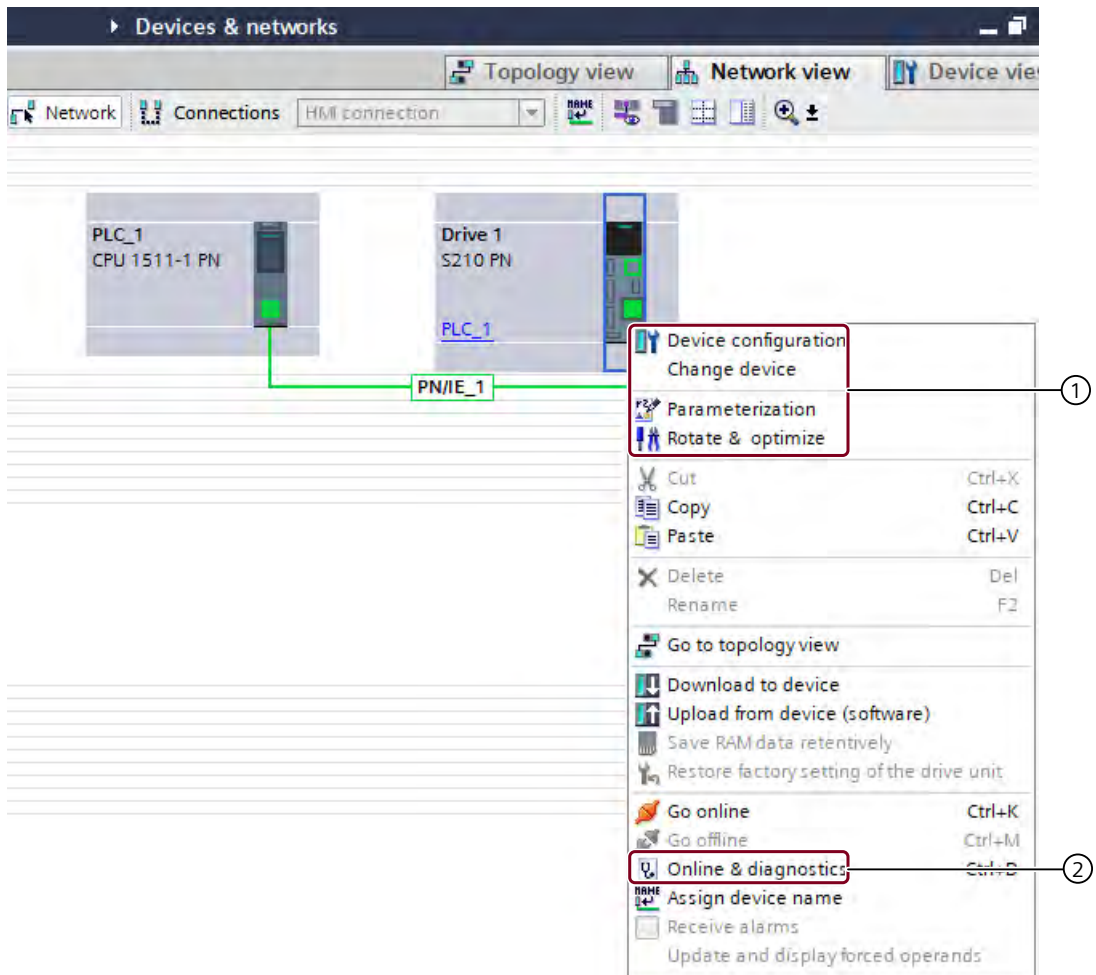 Devices & networks
Topology view
Network view
Device vie
Network
Connections
HMI connection
PLC_1
CPU 1511-1 PN
Drive 1
S210 PN
PLC_1
PN/IE_1
Device configuration
Change device
1
Parameterization
Rotate & optimize
Cut Ctrl+X
Copy Ctrl+C
Paste Ctrl+V
Delete Del
Rename F2
Go to topology view
Download to device
Upload from device (software)
Save RAM data retentively
Restore factory setting of the drive unit
Go online Ctrl+K
Go offline Ctrl+M
Online & diagnostics Ctrl+D
2
NAME Assign device name
Receive alarms
Update and display forced operands